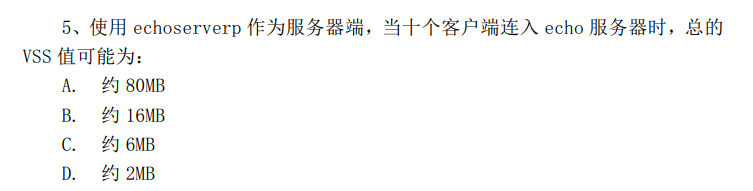 5、使用 echoserverp 作为服务器端，当十个客户端连入 echo 服务器时，总的
VSS 值可能为：
A. 约 80MB
B. 约 16MB
C. 约 6MB
D. 约 2MB